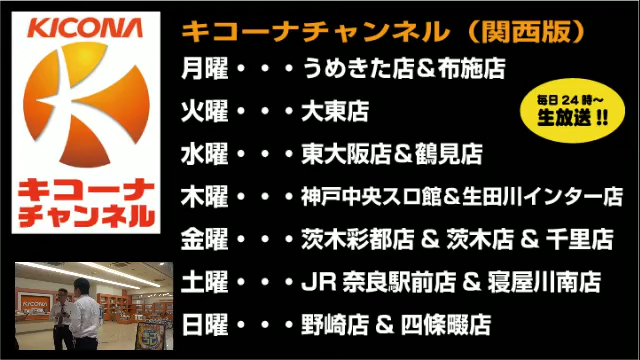 KICONA
キコーナ
チャンネル
キコーナチャンネル（関西版）
月曜・・・うめきた店＆布施店
火曜・・・大東店
水曜・・・東大阪店＆鶴見店
木曜・・・神戸中央スロ館＆生田川インター店
金曜・・・茨木彩都店 & 茨木店 & 千里店
土曜・・・JR奈良駅前店 & 寝屋川南店
日曜・・・野崎店 & 四條畷店
毎日24時～
生放送!!
KICONA